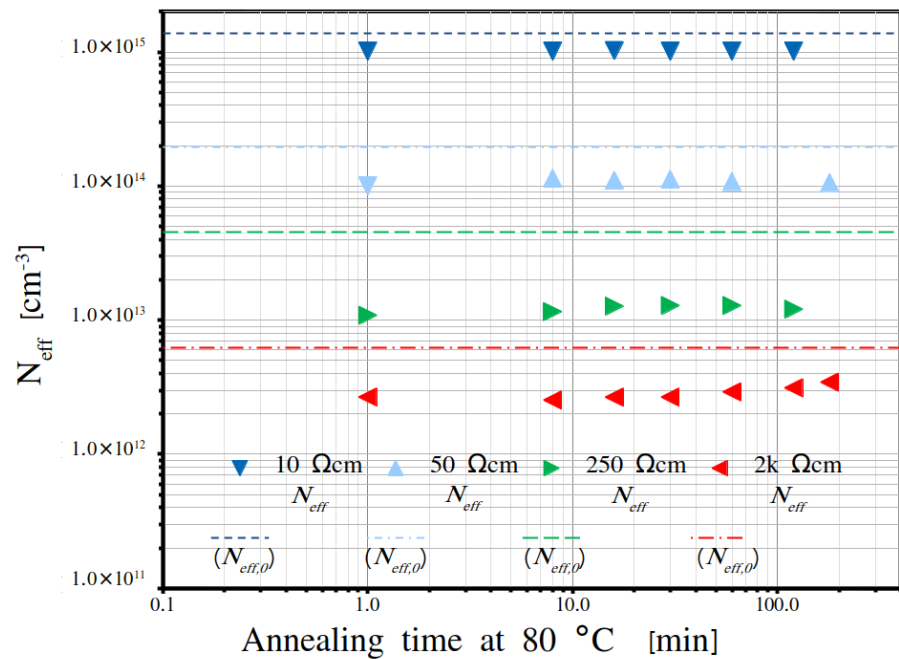 1.0×10¹⁵
1.0×10¹⁴
1.0×10¹³
1.0×10¹²
1.0×10¹¹
N_eff [cm⁻³]
10 Ωcm 50 Ωcm 250 Ωcm 2k Ωcm
N_eff N_eff N_eff N_eff
(N_eff,0) (N_eff,0) (N_eff,0) (N_eff,0)
0.1 1.0 10.0 100.0
Annealing time at 80 °C [min]